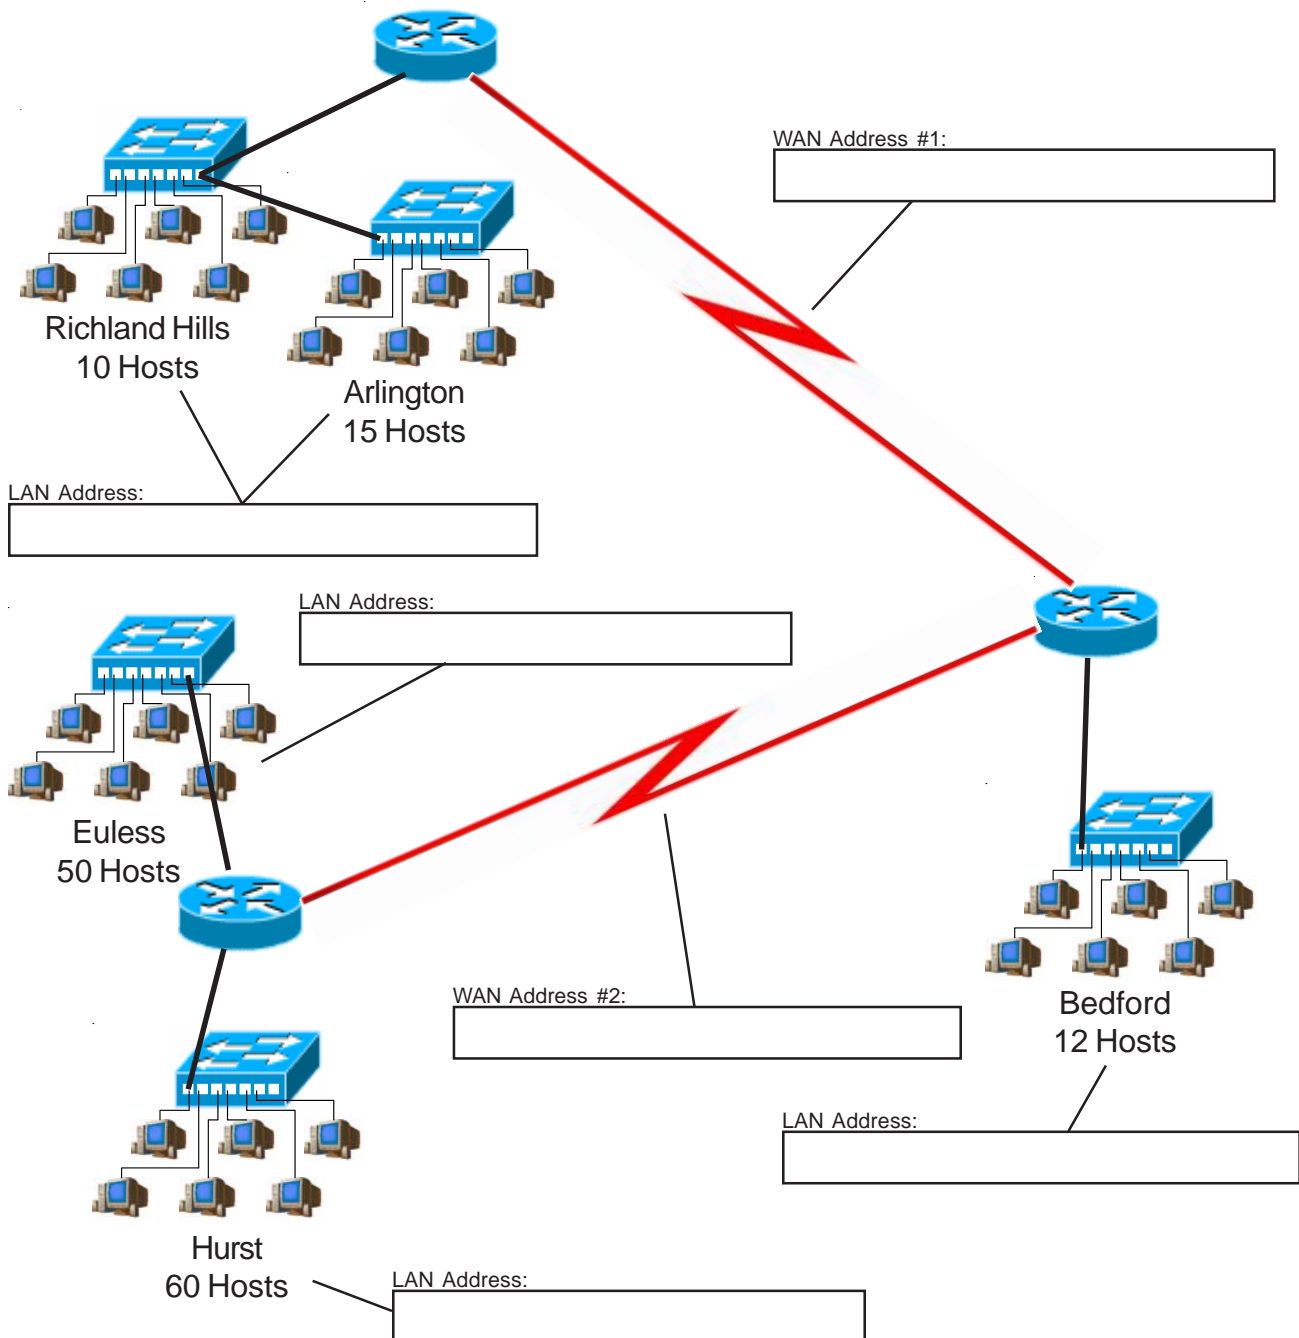 WAN Address #1:
Richland Hills
10 Hosts
Arlington
15 Hosts
LAN Address:
LAN Address:
Euless
50 Hosts
WAN Address #2:
Bedford
12 Hosts
LAN Address:
Hurst
60 Hosts
LAN Address: